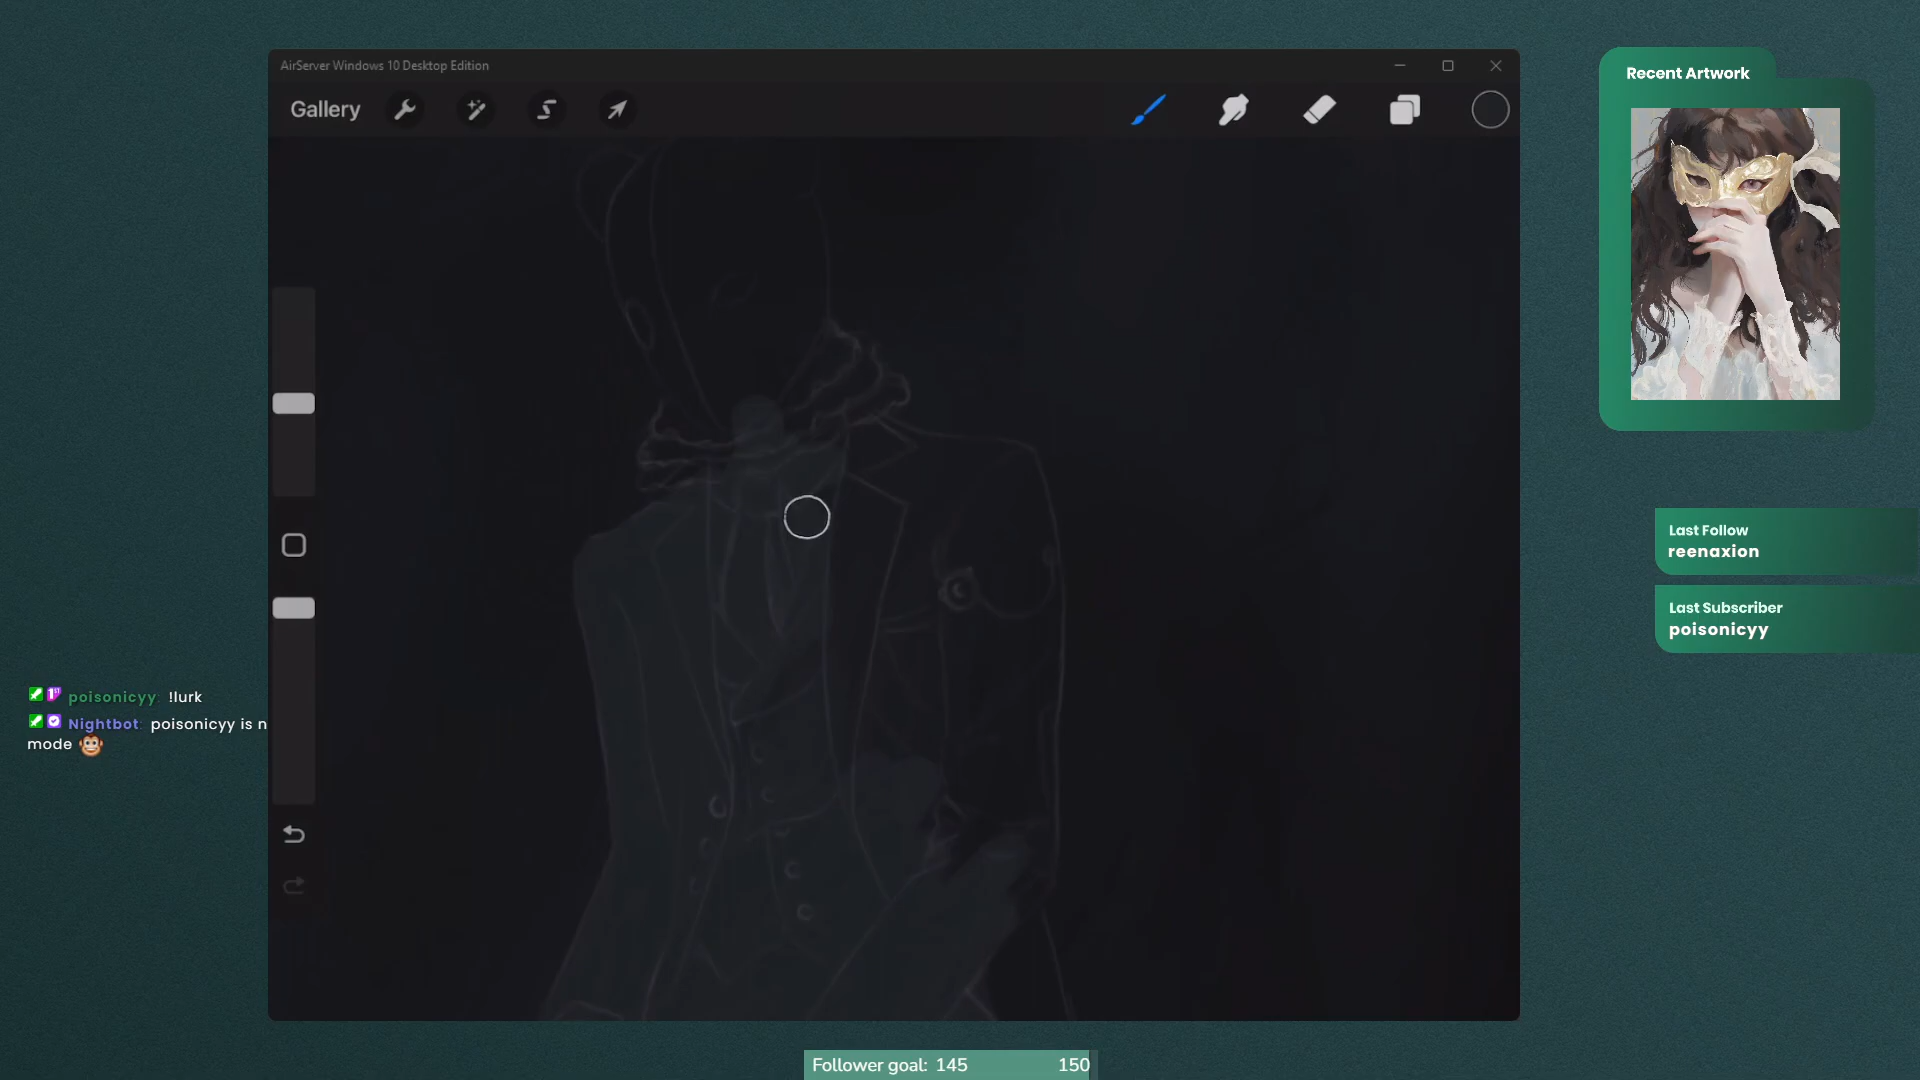 AirServer Windows 10 Desktop Edition
Gallery
Recent Artwork
Last Follow
reenaxion
Last Subscriber
poisonicyy
poisonicyy: !lurk
Nightbot: poisonicyy is n
mode
Follower goal: 145 150